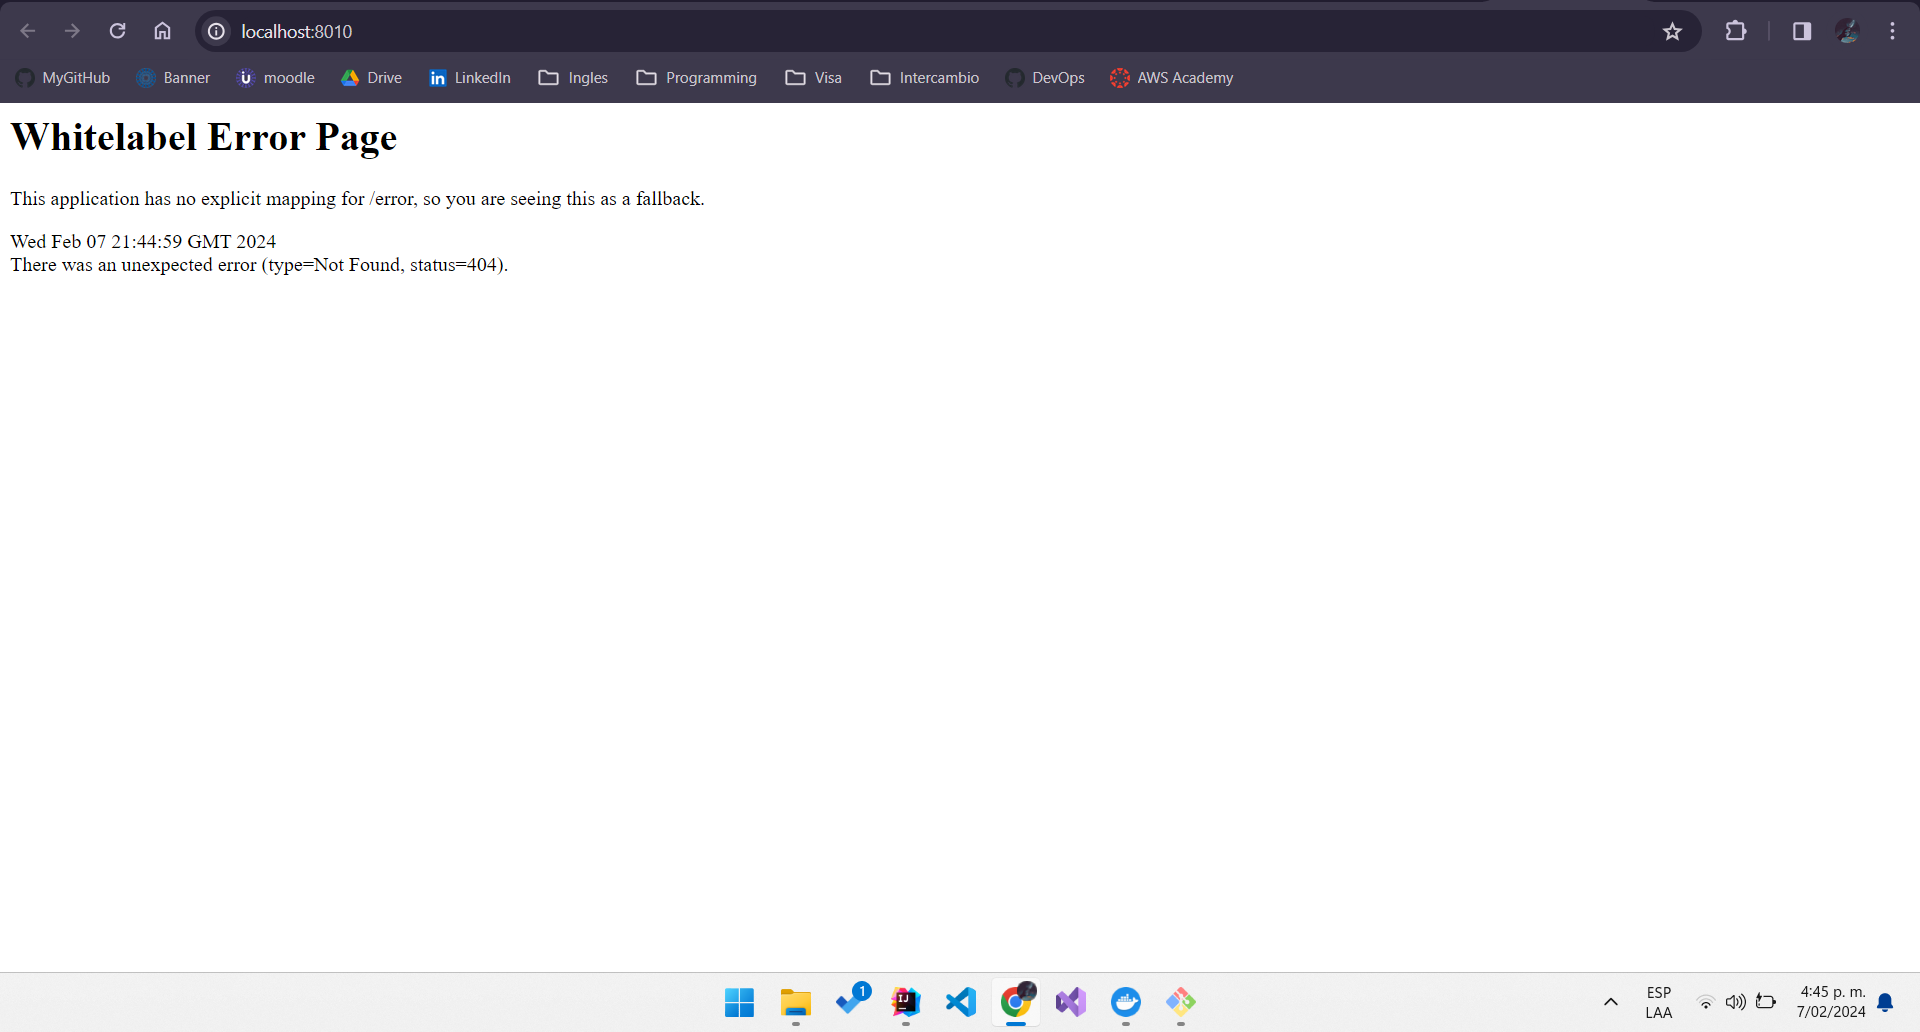 localhost:8010
MyGitHub Banner moodle Drive LinkedIn Ingles Programming Visa Intercambio DevOps AWS Academy
Whitelabel Error Page
This application has no explicit mapping for /error, so you are seeing this as a fallback.
Wed Feb 07 21:44:59 GMT 2024
There was an unexpected error (type=Not Found, status=404).
1
IJ
ESP
LAA
4:45 p. m.
7/02/2024